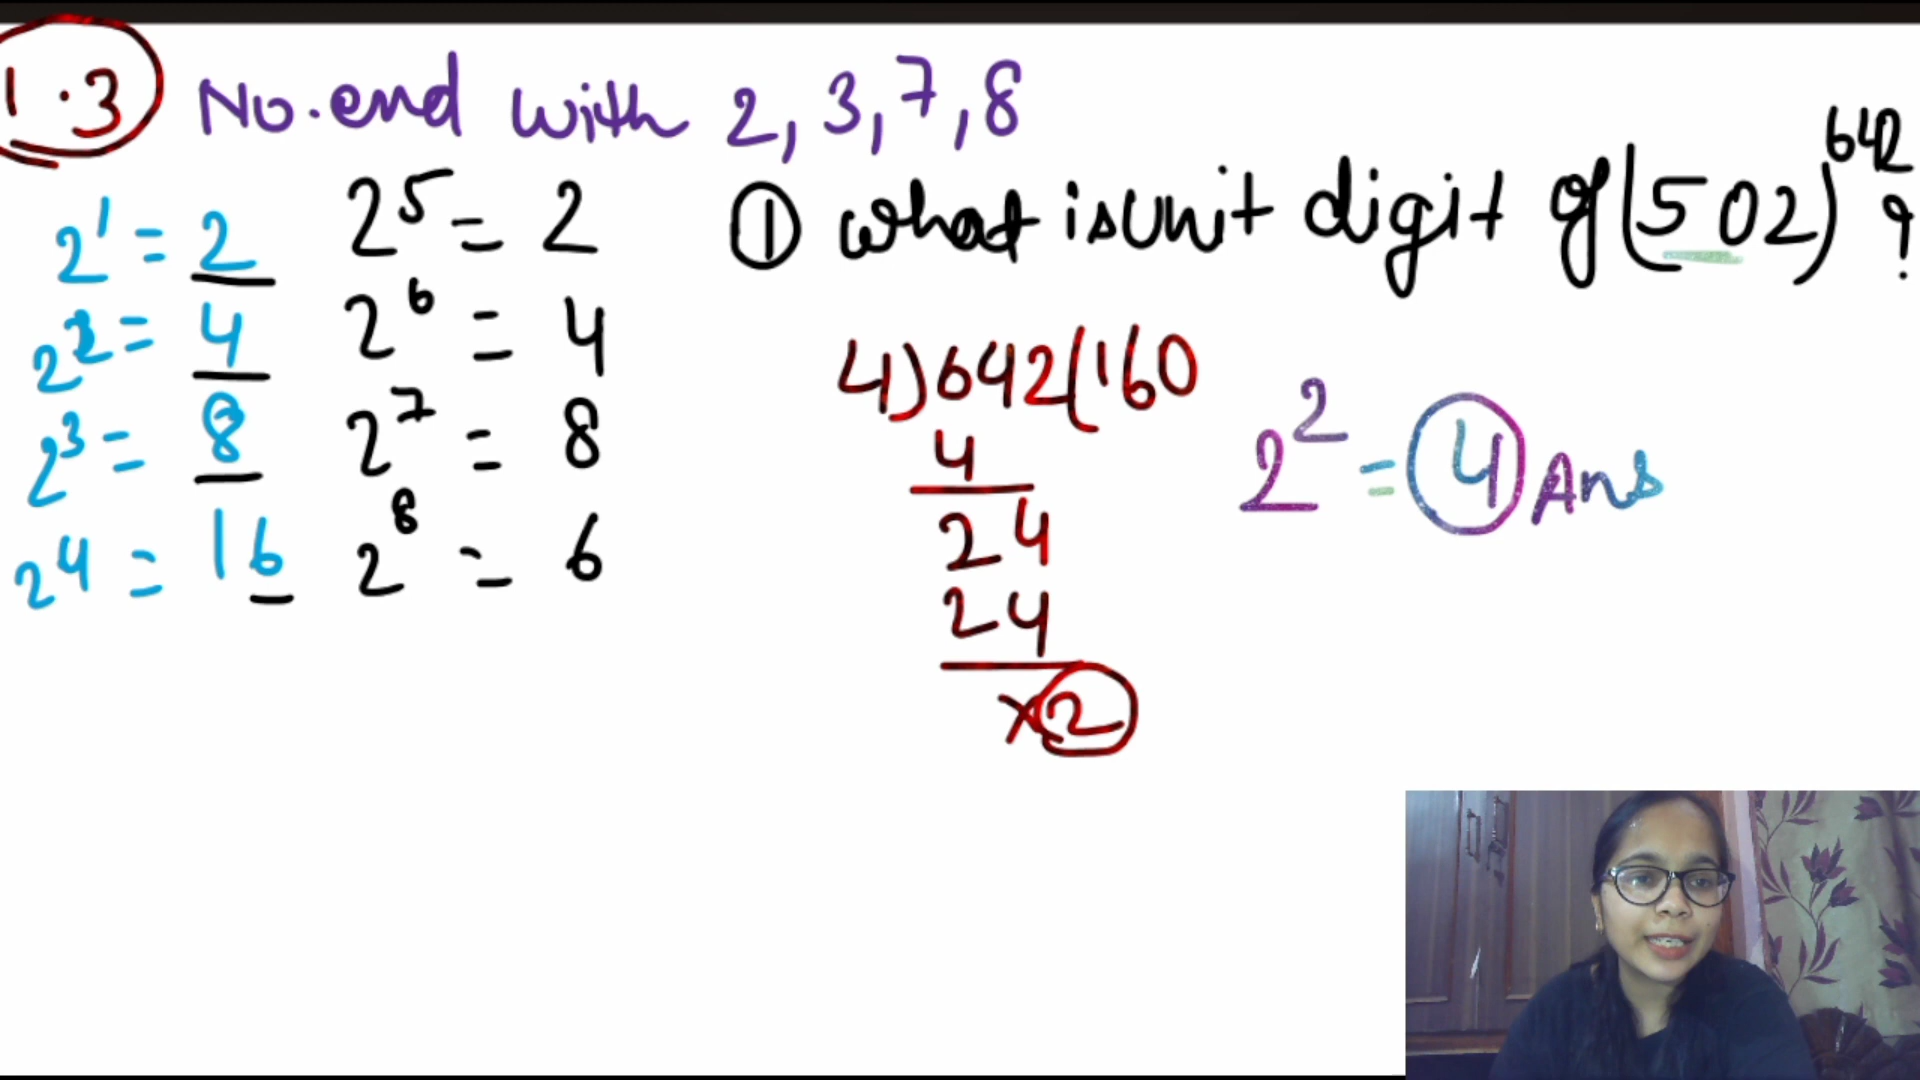 1.3 No. end with 2, 3, 7, 8
2¹ = 2
2² = 4
2³ = 8
2⁴ = 16
2⁵ = 2
2⁶ = 4
2⁷ = 8
2⁸ = 6
① what is unit digit of (502)⁶⁴² ?
4)642(160
4
24
24
×2
2² = 4 Ans